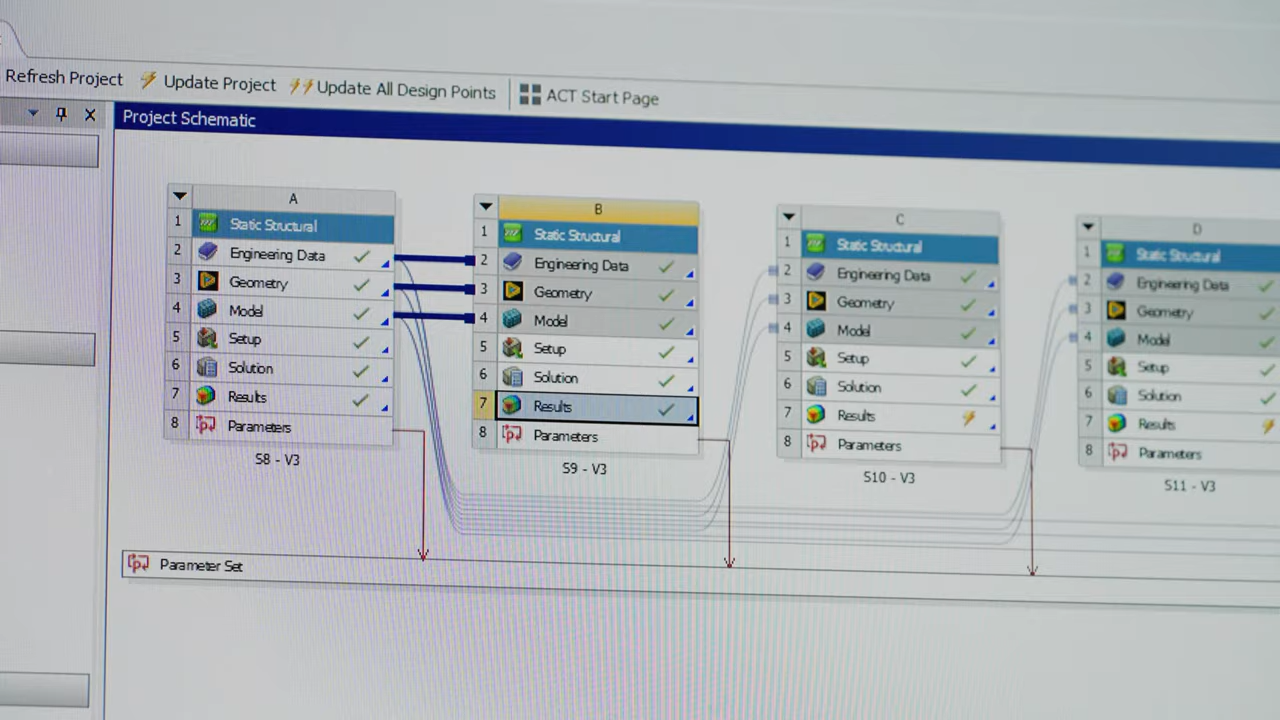 Refresh Project Update Project Update All Design Points ACT Start Page
Project Schematic
A
1 Static Structural
2 Engineering Data
3 Geometry
4 Model
5 Setup
6 Solution
7 Results
8 Parameters
S8 - V3
B
1 Static Structural
2 Engineering Data
3 Geometry
4 Model
5 Setup
6 Solution
7 Results
8 Parameters
S9 - V3
C
1 Static Structural
2 Engineering Data
3 Geometry
4 Model
5 Setup
6 Solution
7 Results
8 Parameters
S10 - V3
D
1 Static Structural
2 Engineering Data
3 Geometry
4 Model
5 Setup
6 Solution
7 Results
8 Parameters
S11 - V3
Parameter Set